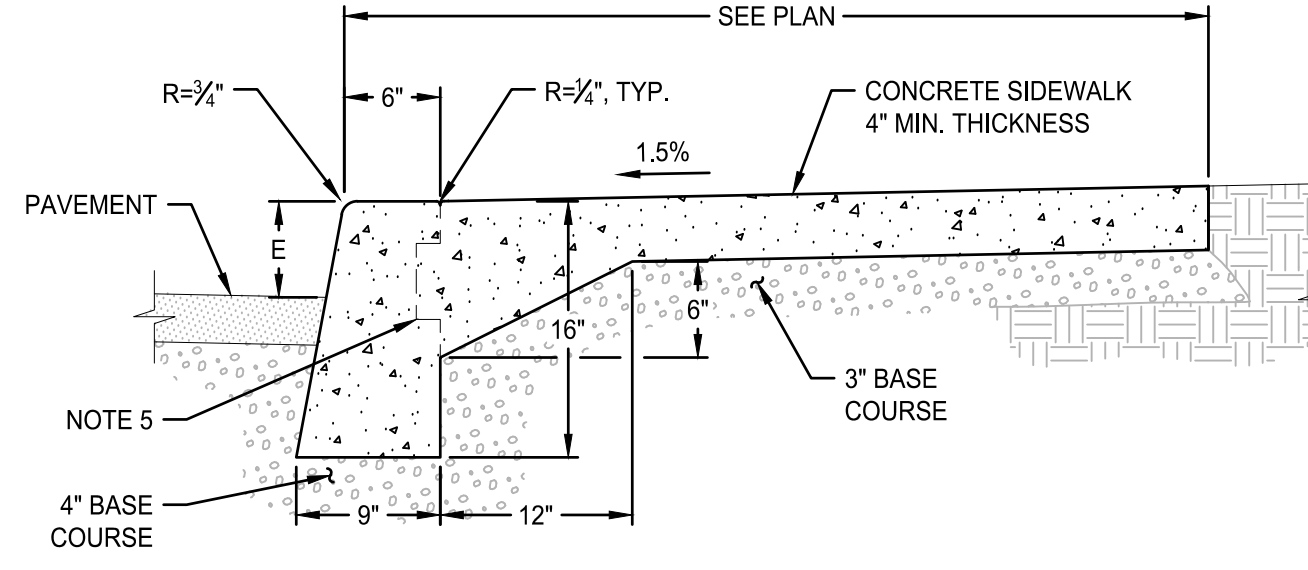 SEE PLAN
R=¾"
6"
R=¼", TYP.
CONCRETE SIDEWALK
4" MIN. THICKNESS
1.5%
PAVEMENT
E
16"
6"
3" BASE
COURSE
NOTE 5
4" BASE
COURSE
9"
12"